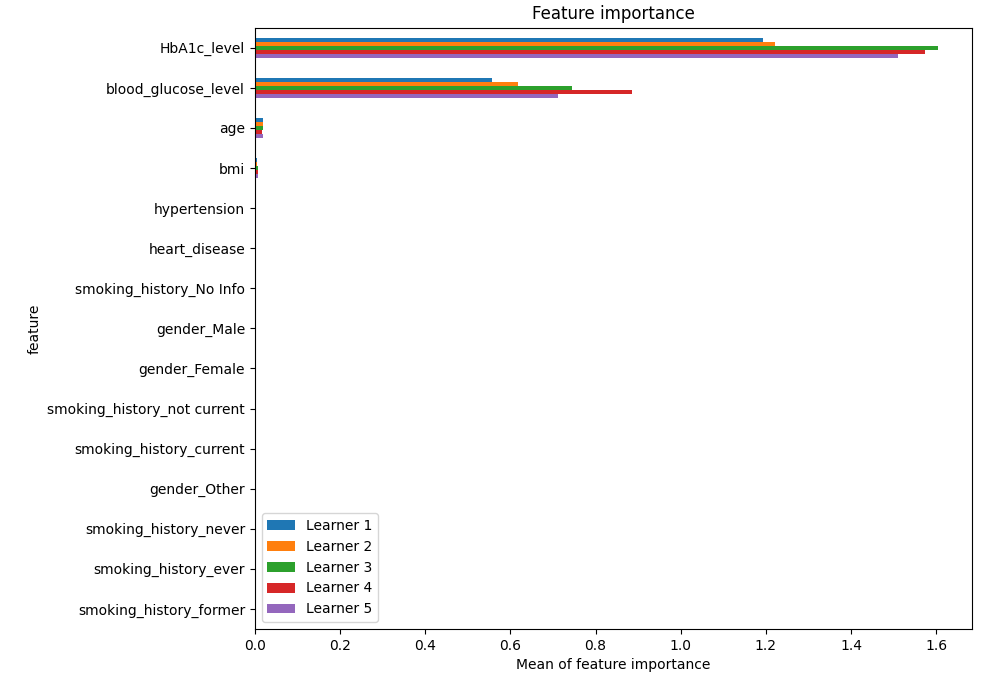 Feature importance
HbA1c_level
blood_glucose_level
age
bmi
hypertension
heart_disease
smoking_history_No Info
gender_Male
gender_Female
smoking_history_not current
smoking_history_current
gender_Other
smoking_history_never
smoking_history_ever
smoking_history_former
feature
Learner 1
Learner 2
Learner 3
Learner 4
Learner 5
0.0 0.2 0.4 0.6 0.8 1.0 1.2 1.4 1.6
Mean of feature importance